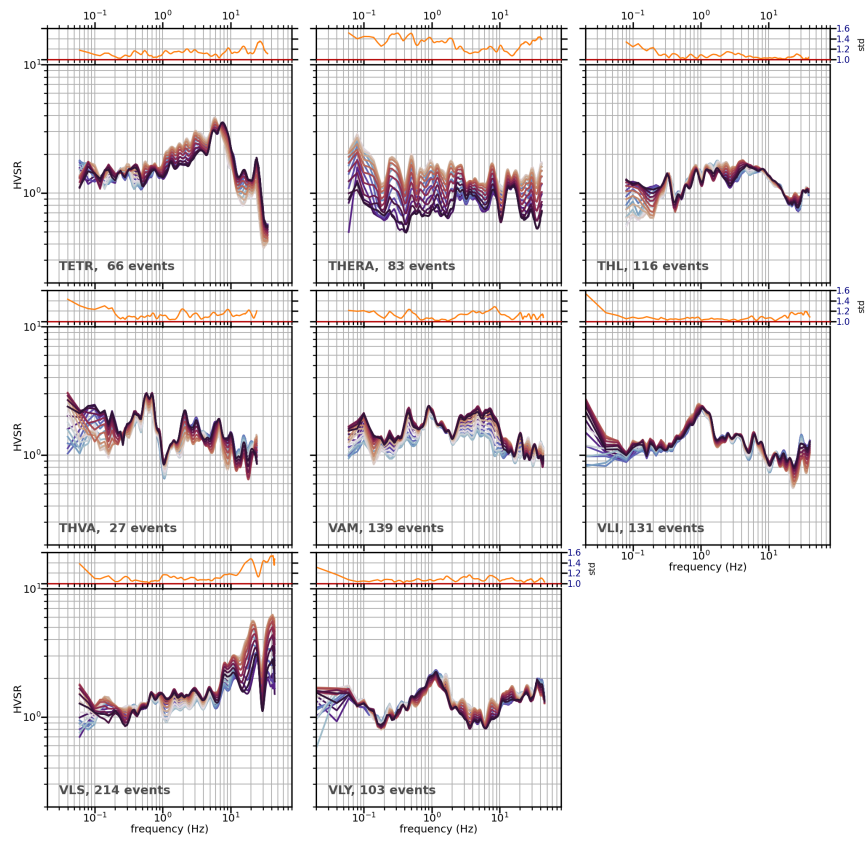 10⁻¹ 10⁰ 10¹ 10⁻¹ 10⁰ 10¹ 10⁻¹ 10⁰ 10¹
1.6
1.4
1.2
1.0
std
10¹
10⁰
HVSR
TETR, 66 events
THERA, 83 events
THL, 116 events
1.6
1.4
1.2
1.0
std
10¹
10⁰
HVSR
THVA, 27 events
VAM, 139 events
VLI, 131 events
10⁻¹ 10⁰ 10¹
frequency (Hz)
1.6
1.4
1.2
1.0
std
10¹
10⁰
HVSR
VLS, 214 events
VLY, 103 events
10⁻¹ 10⁰ 10¹ 10⁻¹ 10⁰ 10¹
frequency (Hz) frequency (Hz)